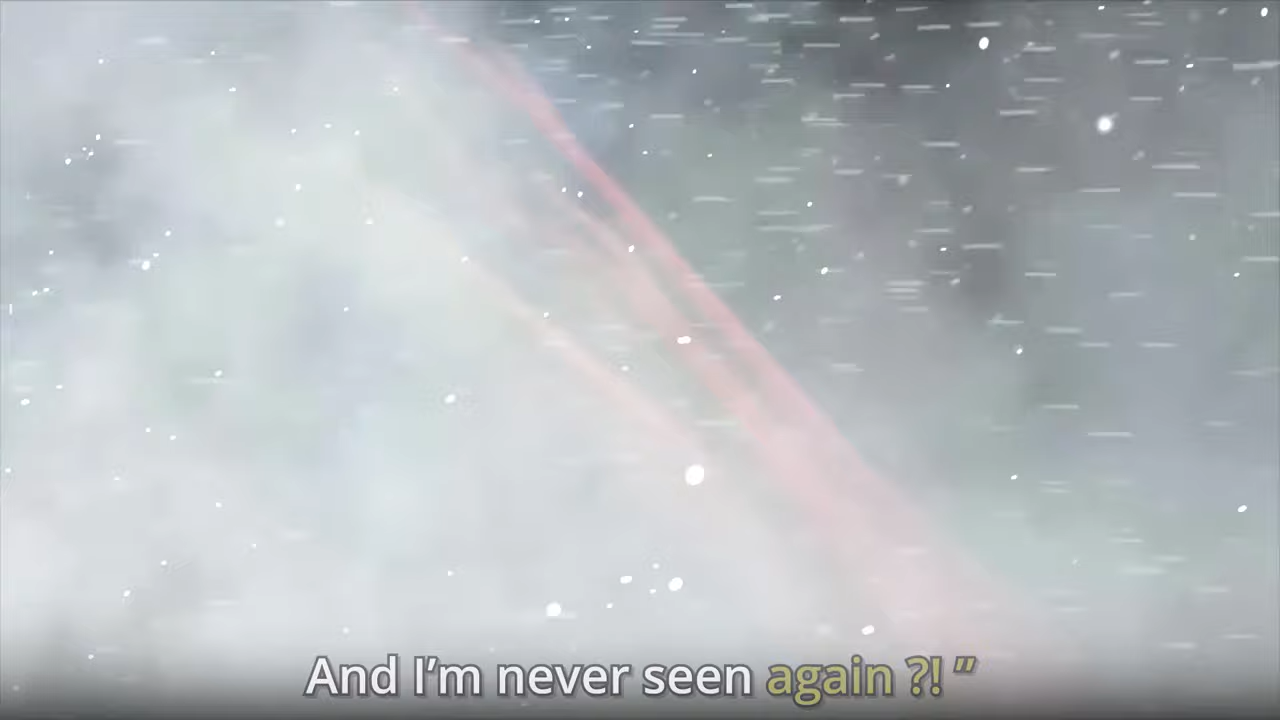 And I’m never seen again ?! ”